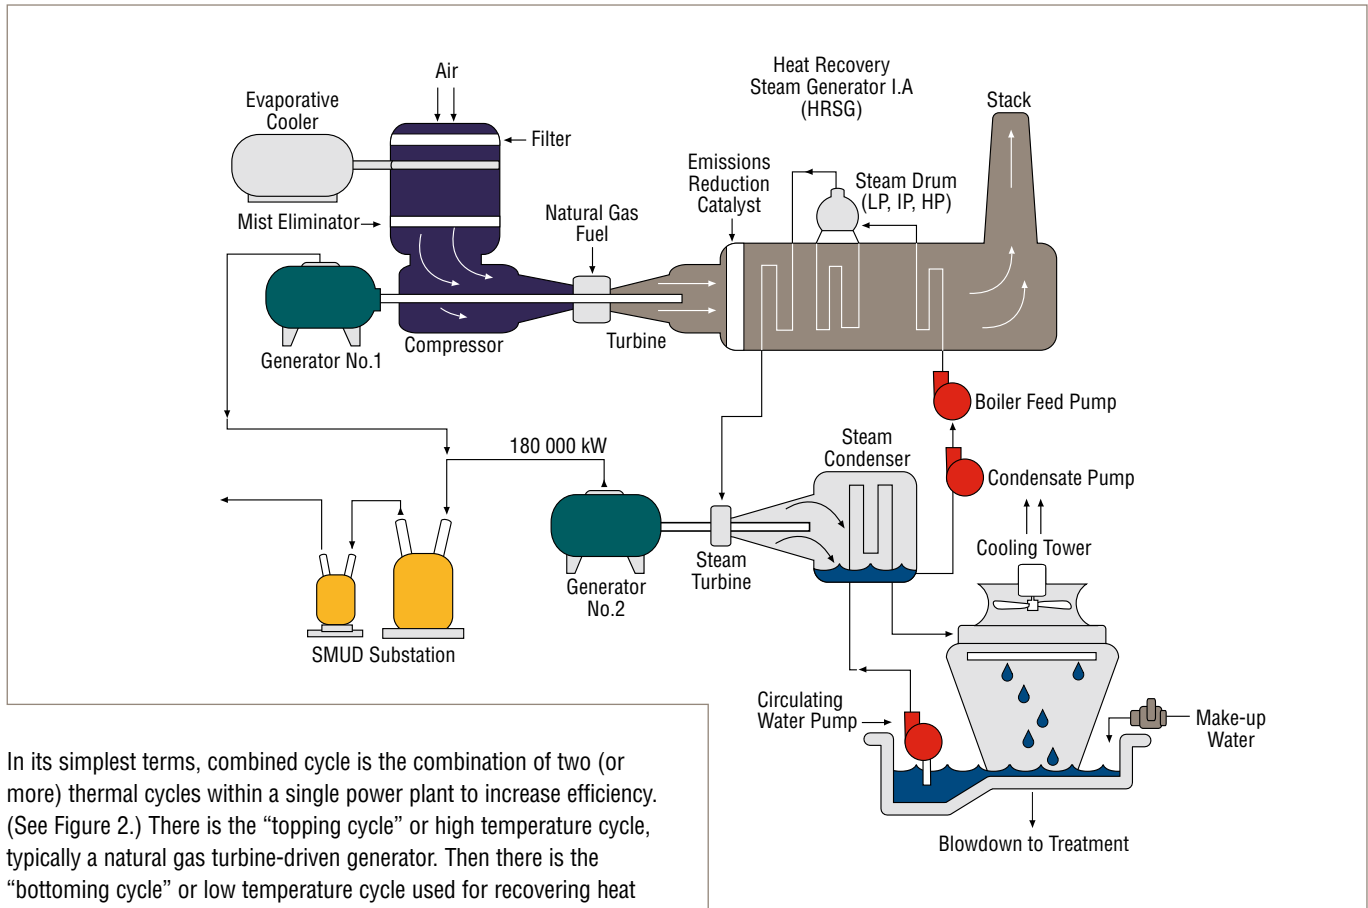 Air
Evaporative
Cooler
Filter
Mist Eliminator
Natural Gas
Fuel
Emissions
Reduction
Catalyst
Heat Recovery
Steam Generator I.A
(HRSG)
Steam Drum
(LP, IP, HP)
Stack
Generator No.1
Compressor
Turbine
Boiler Feed Pump
180 000 kW
Steam
Condenser
Condensate Pump
Cooling Tower
Generator
No.2
Steam
Turbine
SMUD Substation
Circulating
Water Pump
Make-up
Water
Blowdown to Treatment
In its simplest terms, combined cycle is the combination of two (or
more) thermal cycles within a single power plant to increase efficiency.
(See Figure 2.) There is the “topping cycle” or high temperature cycle,
typically a natural gas turbine-driven generator. Then there is the
“bottoming cycle” or low temperature cycle used for recovering heat